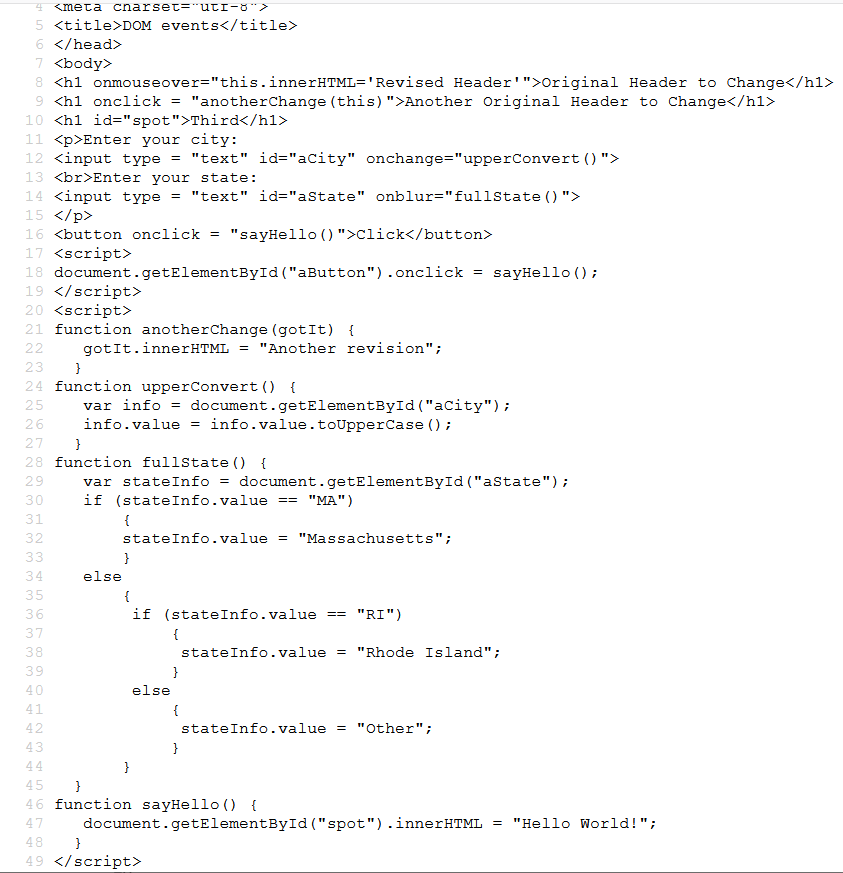 4 <meta charset="utf-8">
5 <title>DOM events</title>
6 </head>
7 <body>
8 <h1 onmouseover="this.innerHTML='Revised Header'">Original Header to Change</h1>
9 <h1 onclick = "anotherChange(this)">Another Original Header to Change</h1>
10 <h1 id="spot">Third</h1>
11 <p>Enter your city:
12 <input type = "text" id="aCity" onchange="upperConvert()">
13 <br>Enter your state:
14 <input type = "text" id="aState" onblur="fullState()">
15 </p>
16 <button onclick = "sayHello()">Click</button>
17 <script>
18 document.getElementById("aButton").onclick = sayHello();
19 </script>
20 <script>
21 function anotherChange(gotIt) {
22    gotIt.innerHTML = "Another revision";
23   }
24 function upperConvert() {
25    var info = document.getElementById("aCity");
26    info.value = info.value.toUpperCase();
27   }
28 function fullState() {
29    var stateInfo = document.getElementById("aState");
30    if (stateInfo.value == "MA")
31        {
32        stateInfo.value = "Massachusetts";
33        }
34    else
35        {
36         if (stateInfo.value == "RI")
37             {
38              stateInfo.value = "Rhode Island";
39             }
40         else
41             {
42              stateInfo.value = "Other";
43             }
44        }
45   }
46 function sayHello() {
47    document.getElementById("spot").innerHTML = "Hello World!";
48   }
49 </script>